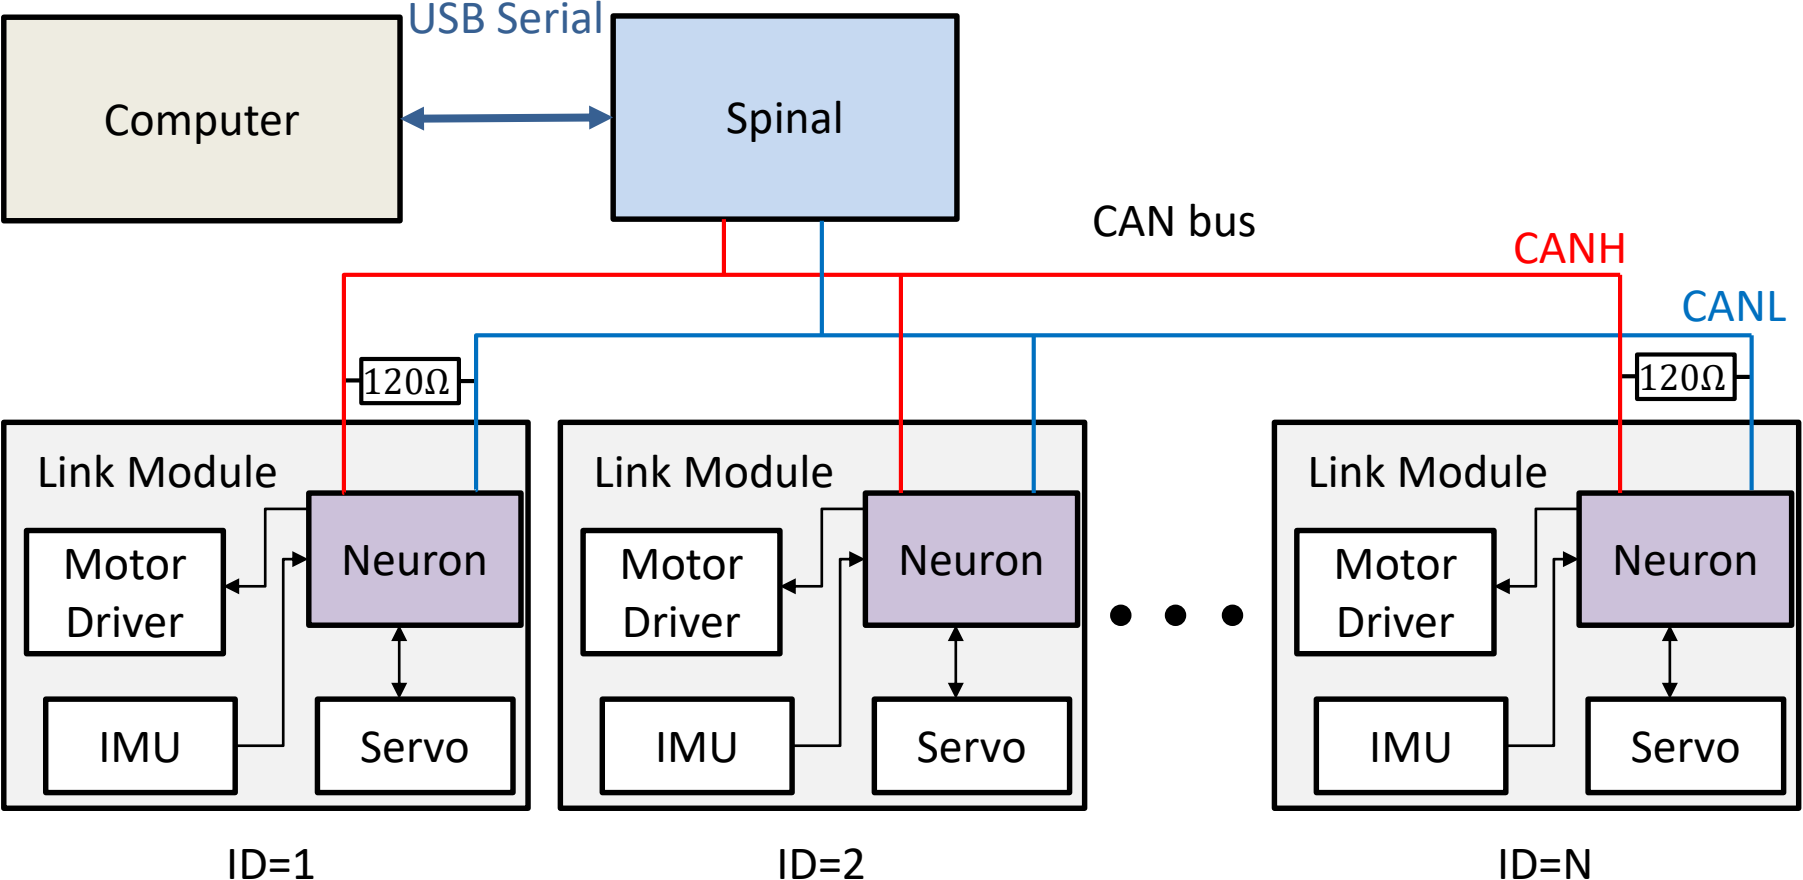 USB Serial
Computer
Spinal
CAN bus
CANH
CANL
120Ω
120Ω
Link Module
Neuron
Motor
Driver
IMU
Servo
Link Module
Neuron
Motor
Driver
IMU
Servo
Link Module
Neuron
Motor
Driver
IMU
Servo
ID=1
ID=2
ID=N